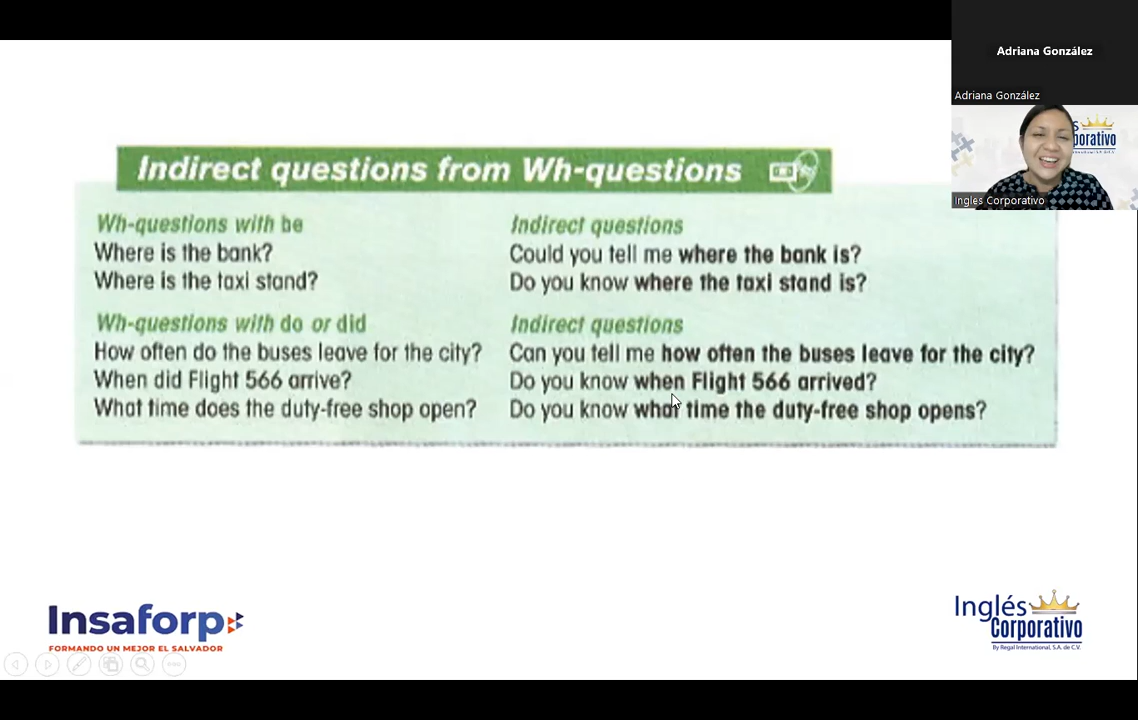 Adriana González
Adriana González
Ingles Corporativo
Indirect questions from Wh-questions
Wh-questions with be
Where is the bank?
Where is the taxi stand?
Indirect questions
Could you tell me where the bank is?
Do you know where the taxi stand is?
Wh-questions with do or did
How often do the buses leave for the city?
When did Flight 566 arrive?
What time does the duty-free shop open?
Indirect questions
Can you tell me how often the buses leave for the city?
Do you know when Flight 566 arrived?
Do you know what time the duty-free shop opens?
Insaforp
FORMANDO UN MEJOR EL SALVADOR
Inglés
Corporativo
By Regal International, S.A. de C.V.